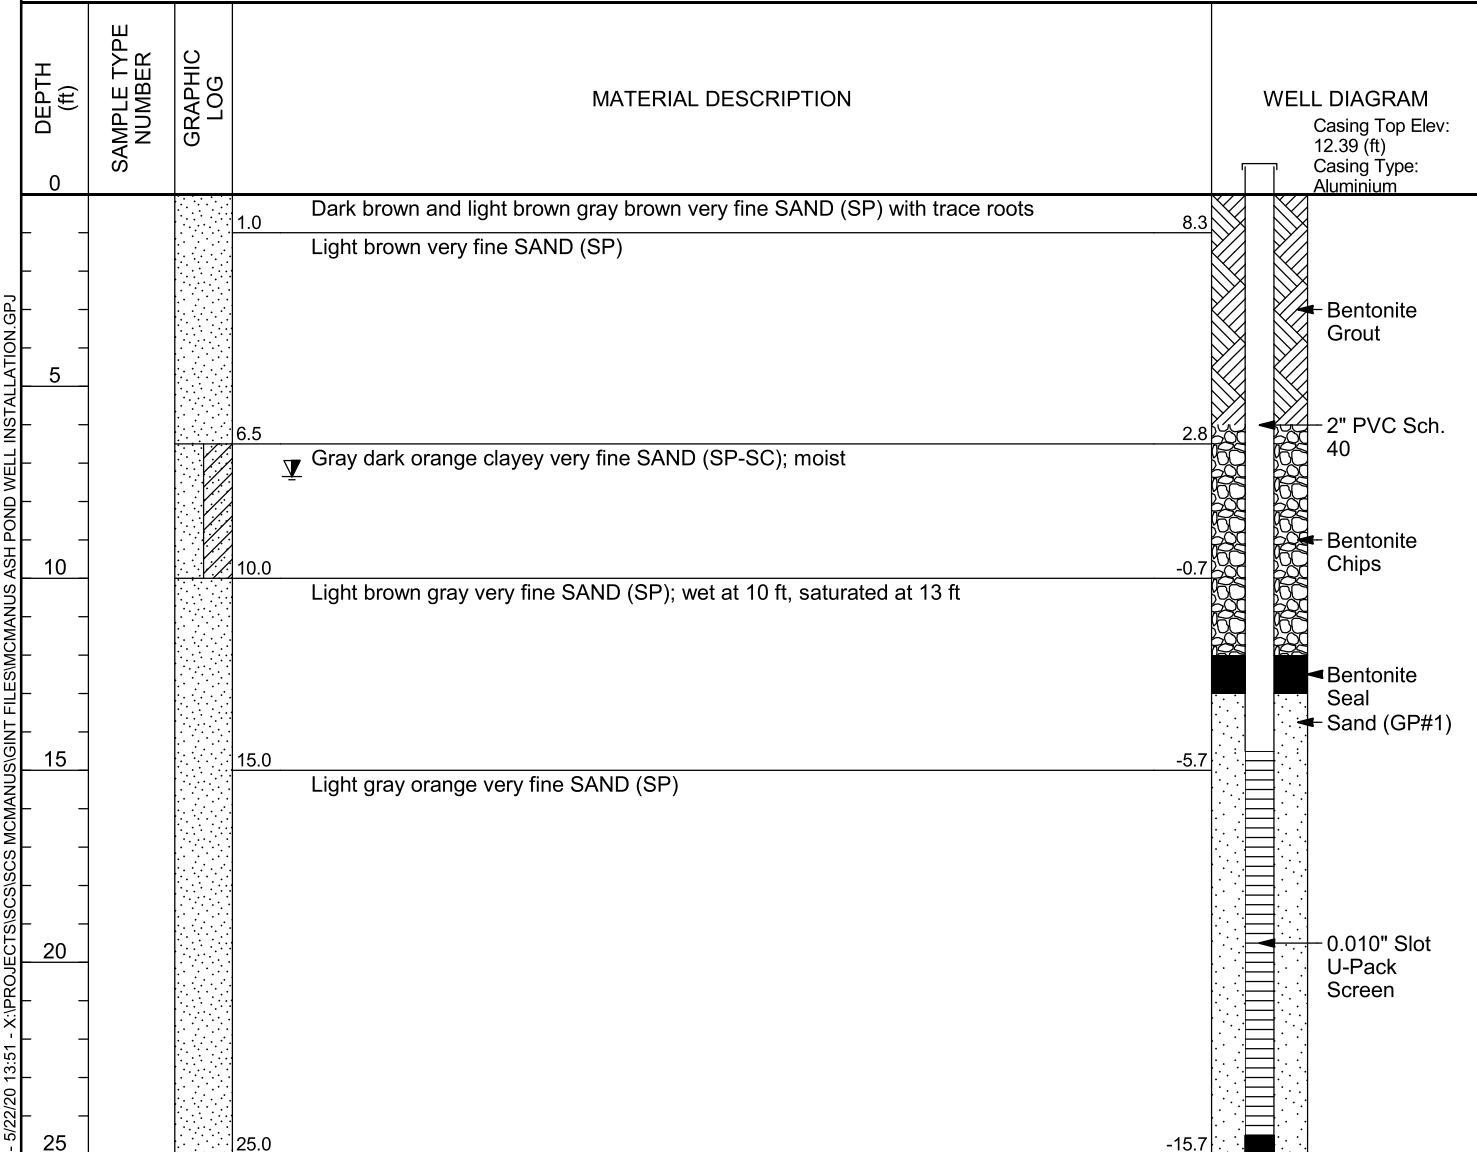 DEPTH
(ft)
SAMPLE TYPE
NUMBER
GRAPHIC
LOG
MATERIAL DESCRIPTION
WELL DIAGRAM
Casing Top Elev:
12.39 (ft)
Casing Type:
Aluminium
0
Dark brown and light brown gray brown very fine SAND (SP) with trace roots
1.0 8.3
Light brown very fine SAND (SP)
Bentonite
Grout
5
6.5 2.8
2" PVC Sch.
40
Gray dark orange clayey very fine SAND (SP-SC); moist
Bentonite
Chips
10 10.0 -0.7
Light brown gray very fine SAND (SP); wet at 10 ft, saturated at 13 ft
Bentonite
Seal
Sand (GP#1)
15 15.0 -5.7
Light gray orange very fine SAND (SP)
20
0.010" Slot
U-Pack
Screen
25 25.0 -15.7
- 5/22/20 13:51 - X:\PROJECTS\SCS\SCS MCMANUS\GINT FILES\MCMANUS ASH POND WELL INSTALLATION.GPJ